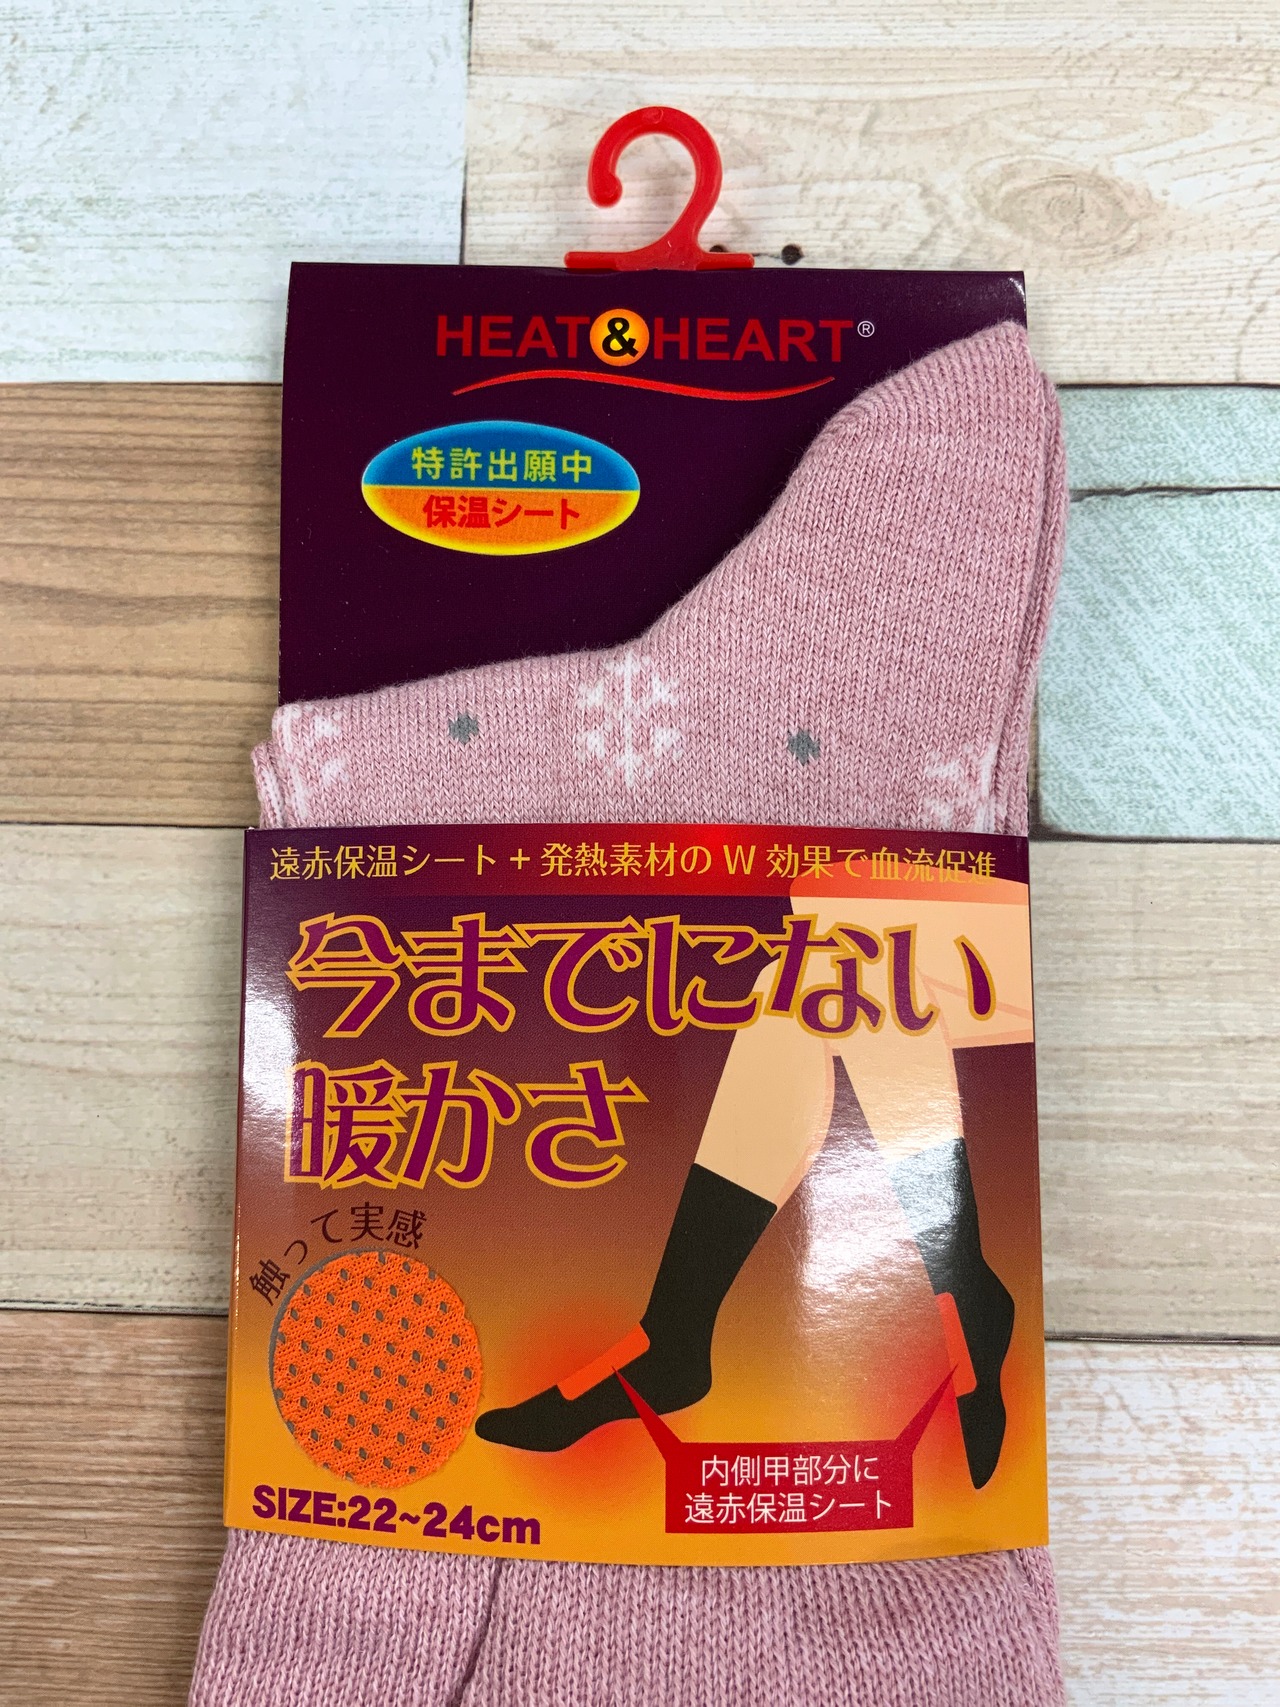 HEAT&HEART®
特許出願中
保温シート
遠赤保温シート + 発熱素材の W 効果で血流促進
今までにない
暖かさ
触って実感
内側甲部分に
遠赤保温シート
SIZE:22~24cm